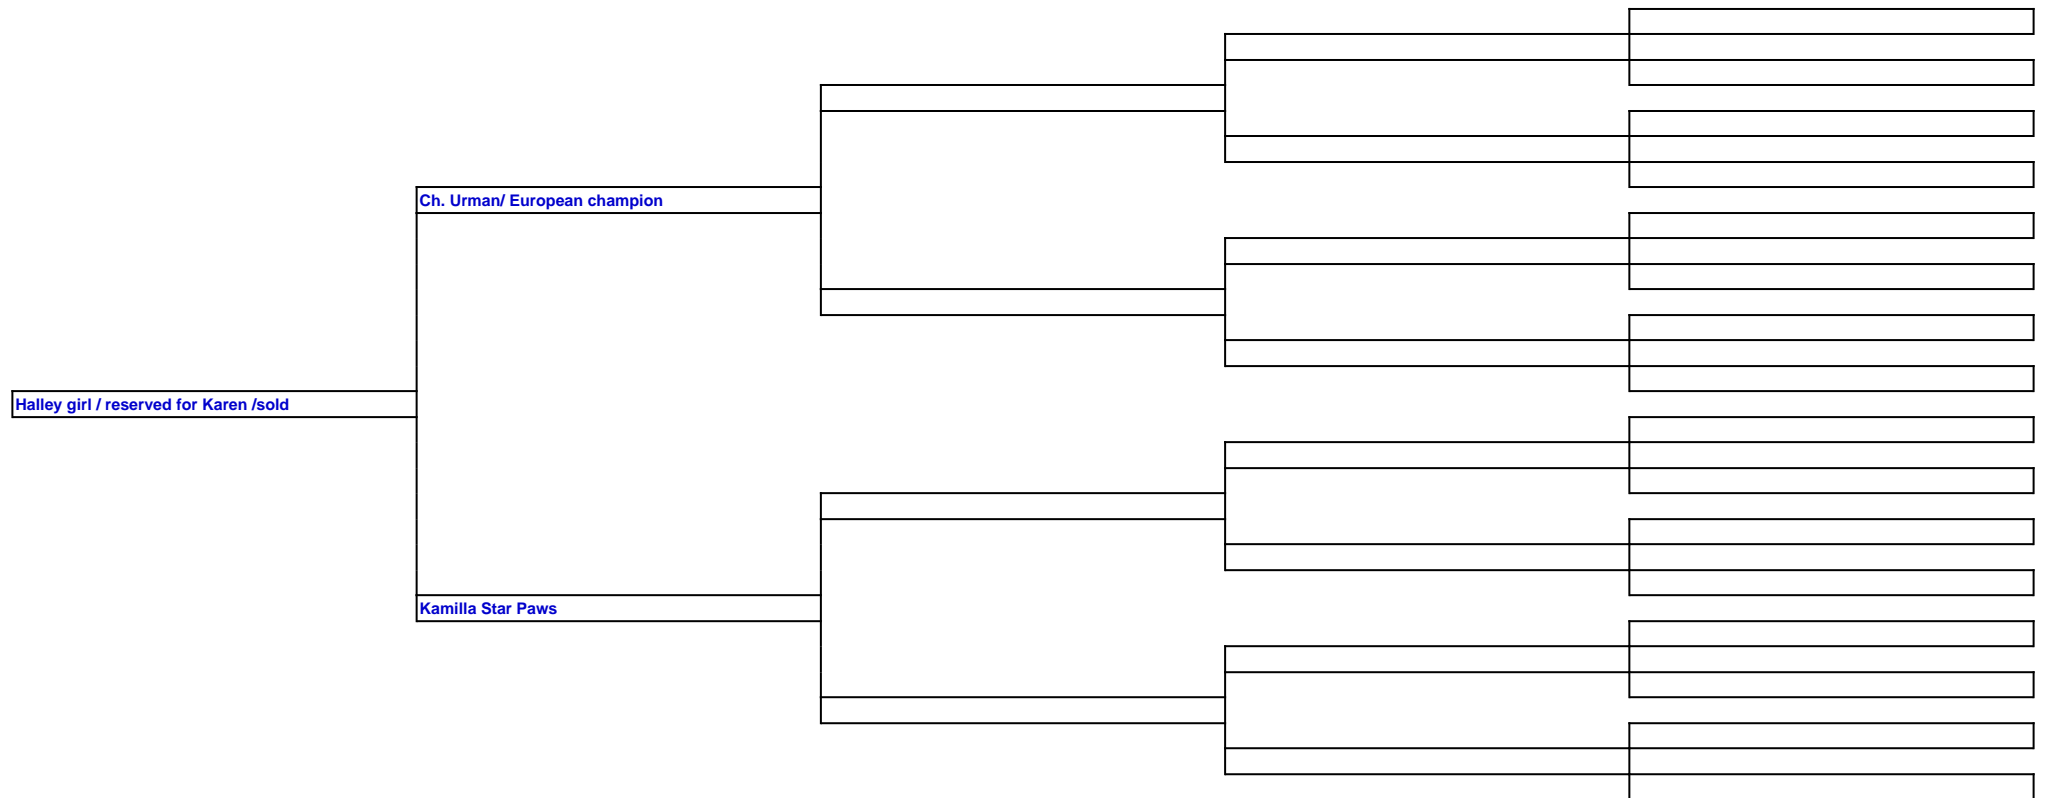 Ch. Urman/ European champion
Halley girl / reserved for Karen /sold
Kamilla Star Paws